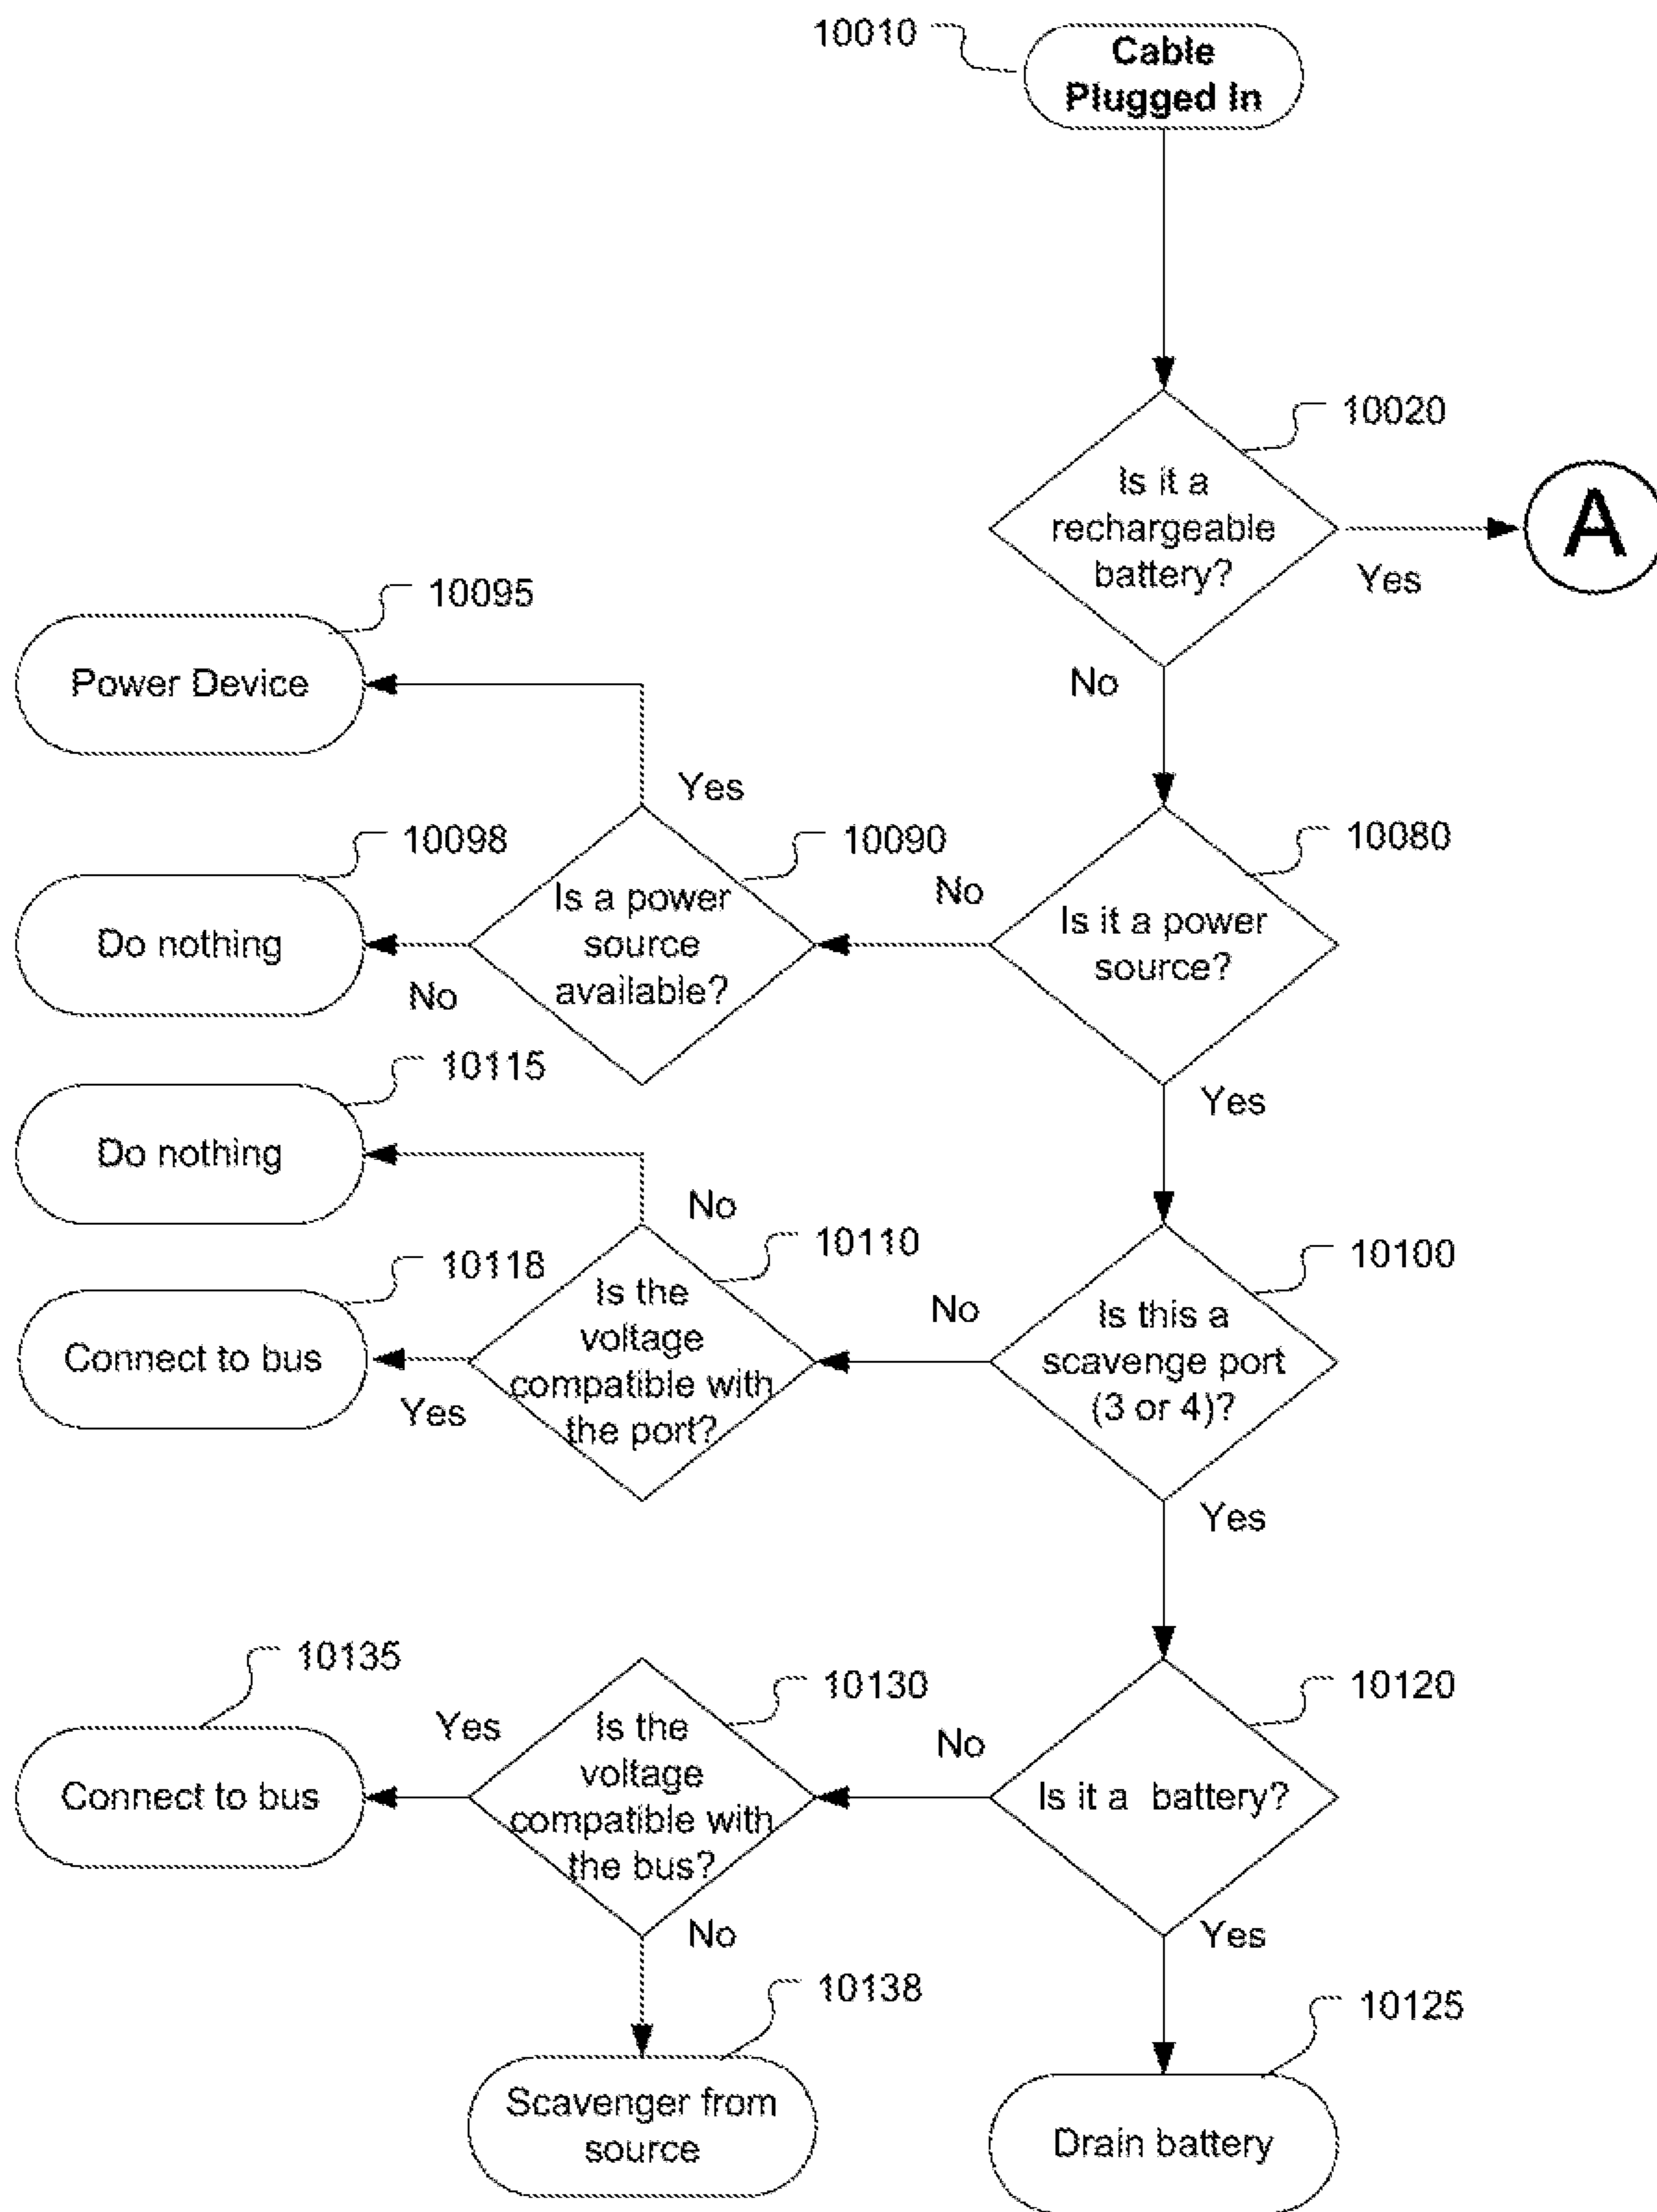 10010
Cable
Plugged In
10020
Is it a
rechargeable
battery?
Yes
A
No
10095
Power Device
Yes
10098
Do nothing
No
10090
Is a power
source
available?
No
10080
Is it a power
source?
Yes
10115
Do nothing
No
10118
Connect to bus
Yes
10110
Is the
voltage
compatible with
the port?
No
10100
Is this a
scavenge port
(3 or 4)?
Yes
10135
Connect to bus
Yes
10130
Is the
voltage
compatible with
the bus?
No
10120
Is it a battery?
No
Yes
10138
Scavenger from
source
10125
Drain battery